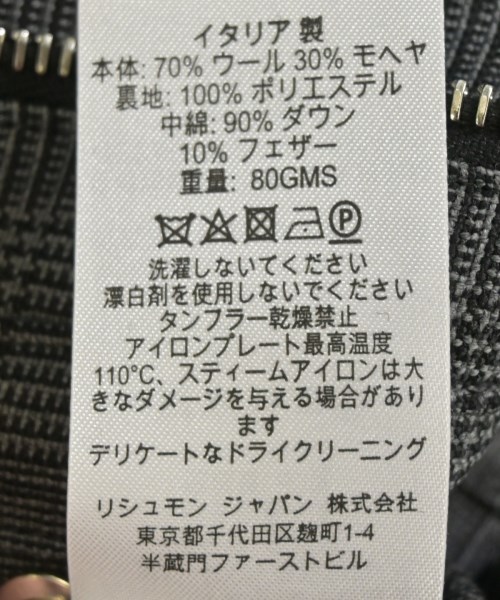 イタリア 製
本体: 70% ウール 30% モヘヤ
裏地: 100% ポリエステル
中綿: 90% ダウン
10% フェザー
重量: 80GMS
P
洗濯しないてください
漂白剤を使用しないでください
タンフラー乾燥禁止
アイロンプレート最高温度
110°C、スティームアイロンは大
きなダメージを与える場合があり
ます
デリケートなドライクリーニング
リシュモン ジャパン 株式会社
東京都千代田区麹町1-4
半蔵門ファーストビル